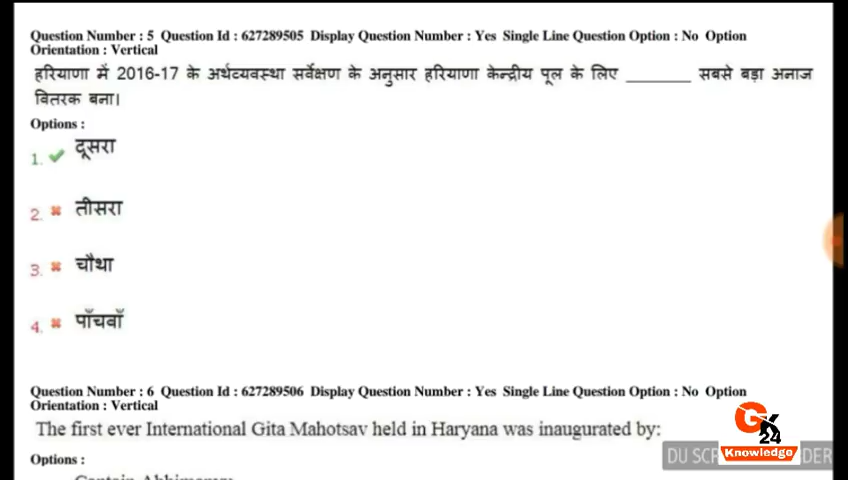 Question Number : 5 Question Id : 627289505 Display Question Number : Yes Single Line Question Option : No Option
Orientation : Vertical
हरियाणा में 2016-17 के अर्थव्यवस्था सर्वेक्षण के अनुसार हरियाणा केन्द्रीय पूल के लिए ________ सबसे बड़ा अनाज
वितरक बना।
Options :
1. दूसरा
2. तीसरा
3. चौथा
4. पाँचवाँ
Question Number : 6 Question Id : 627289506 Display Question Number : Yes Single Line Question Option : No Option
Orientation : Vertical
The first ever International Gita Mahotsav held in Haryana was inaugurated by:
Options :
GK
24
Knowledge
DU